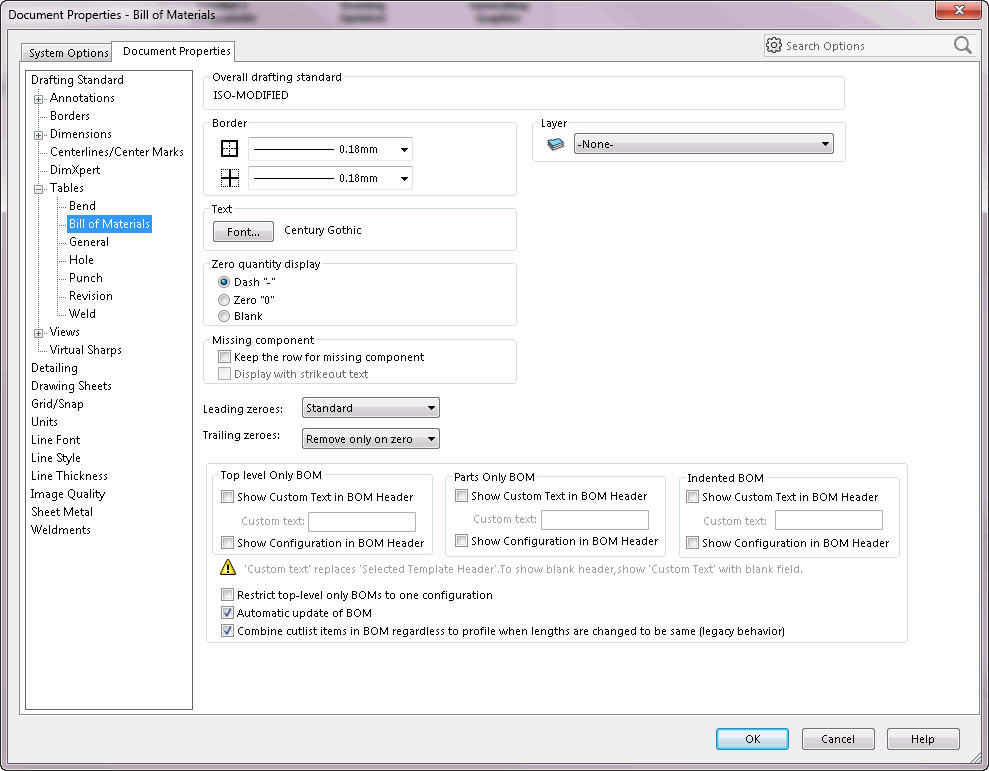 Document Properties - Bill of Materials
System Options
Document Properties
Search Options
Drafting Standard
Annotations
Borders
Dimensions
Centerlines/Center Marks
DimXpert
Tables
Bend
Bill of Materials
General
Hole
Punch
Revision
Weld
Views
Virtual Sharps
Detailing
Drawing Sheets
Grid/Snap
Units
Line Font
Line Style
Line Thickness
Image Quality
Sheet Metal
Weldments
Overall drafting standard
ISO-MODIFIED
Border
0.18mm
0.18mm
Layer
-None-
Text
Font...
Century Gothic
Zero quantity display
Dash "-"
Zero "0"
Blank
Missing component
Keep the row for missing component
Display with strikeout text
Leading zeroes:
Standard
Trailing zeroes:
Remove only on zero
Top level Only BOM
Show Custom Text in BOM Header
Custom text:
Show Configuration in BOM Header
Parts Only BOM
Show Custom Text in BOM Header
Custom text:
Show Configuration in BOM Header
Indented BOM
Show Custom Text in BOM Header
Custom text:
Show Configuration in BOM Header
'Custom text' replaces 'Selected Template Header'.To show blank header,show 'Custom Text' with blank field.
Restrict top-level only BOMs to one configuration
Automatic update of BOM
Combine cutlist items in BOM regardless to profile when lengths are changed to be same (legacy behavior)
OK
Cancel
Help